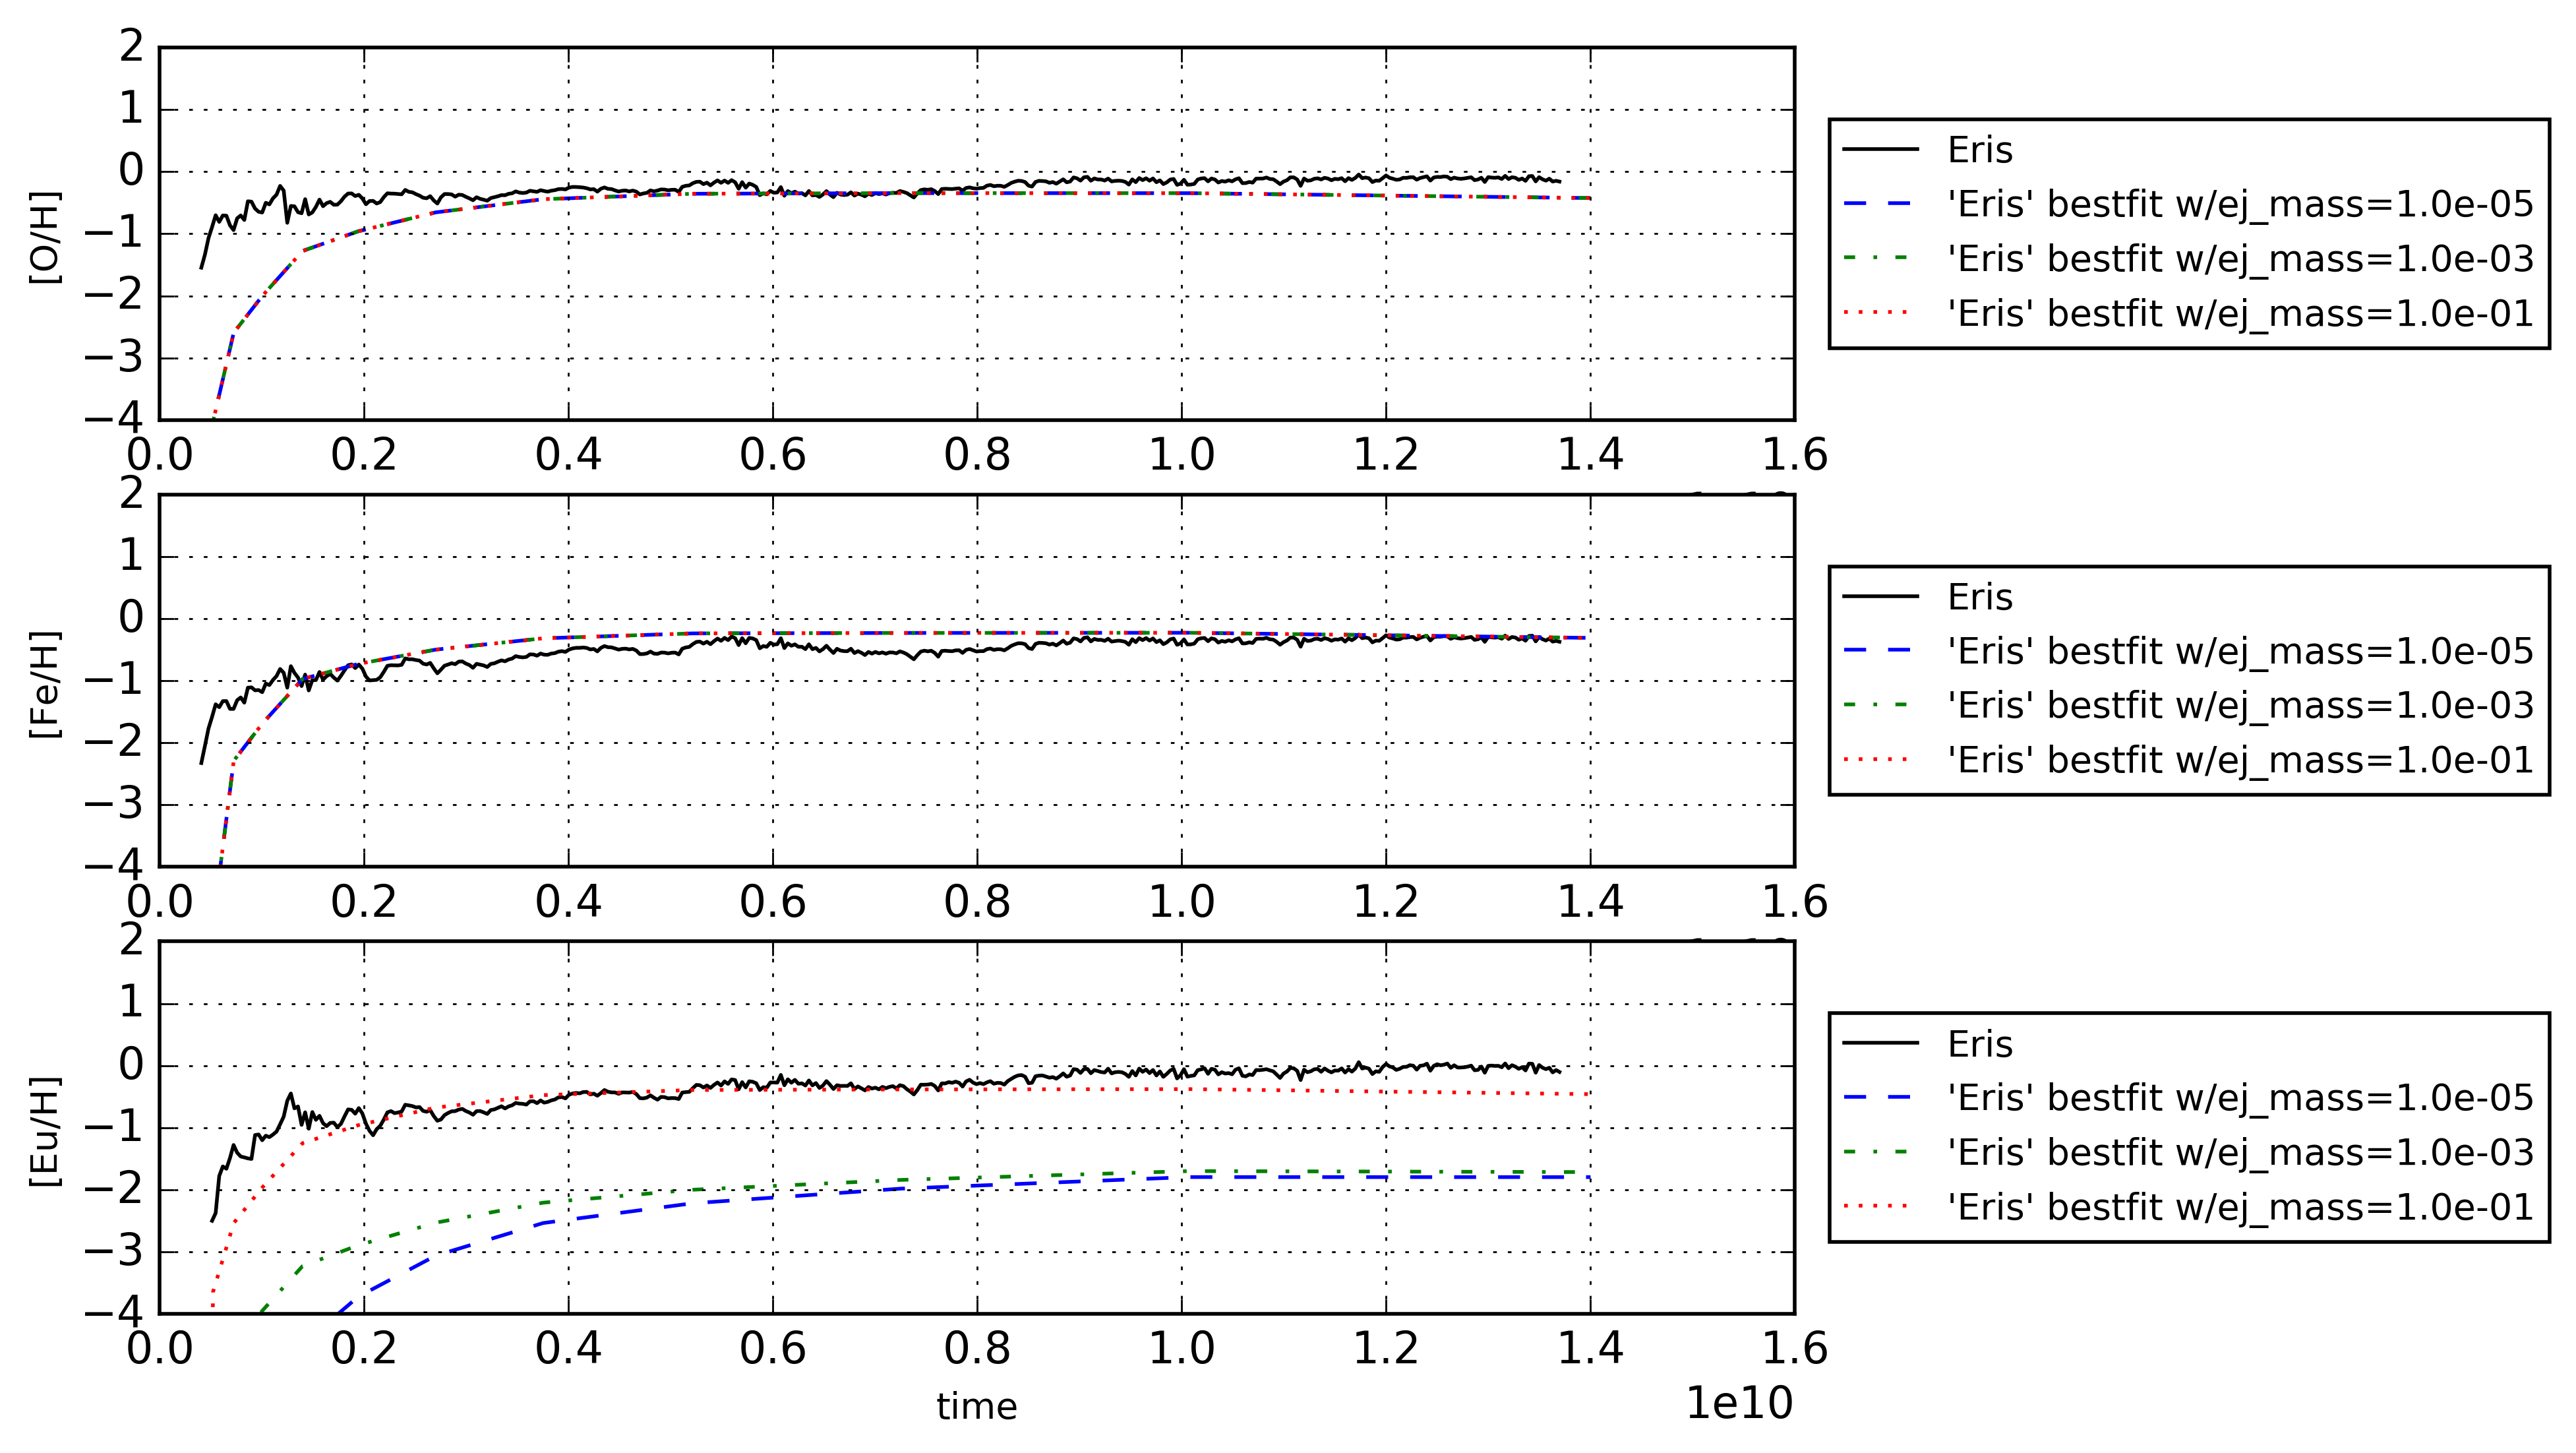 2
1
0
−1
−2
−3
−4
[O/H]
0.0 0.2 0.4 0.6 0.8 1.0 1.2 1.4 1.6
Eris
'Eris' bestfit w/ej_mass=1.0e-05
'Eris' bestfit w/ej_mass=1.0e-03
'Eris' bestfit w/ej_mass=1.0e-01
2
1
0
−1
−2
−3
−4
[Fe/H]
0.0 0.2 0.4 0.6 0.8 1.0 1.2 1.4 1.6
Eris
'Eris' bestfit w/ej_mass=1.0e-05
'Eris' bestfit w/ej_mass=1.0e-03
'Eris' bestfit w/ej_mass=1.0e-01
2
1
0
−1
−2
−3
−4
[Eu/H]
0.0 0.2 0.4 0.6 0.8 1.0 1.2 1.4 1.6
Eris
'Eris' bestfit w/ej_mass=1.0e-05
'Eris' bestfit w/ej_mass=1.0e-03
'Eris' bestfit w/ej_mass=1.0e-01
time
1e10